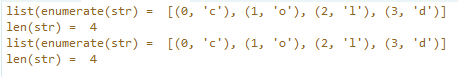 list(enumerate(str) =  [(0, 'c'), (1, 'o'), (2, 'l'), (3, 'd')]
len(str) =  4
list(enumerate(str) =  [(0, 'c'), (1, 'o'), (2, 'l'), (3, 'd')]
len(str) =  4